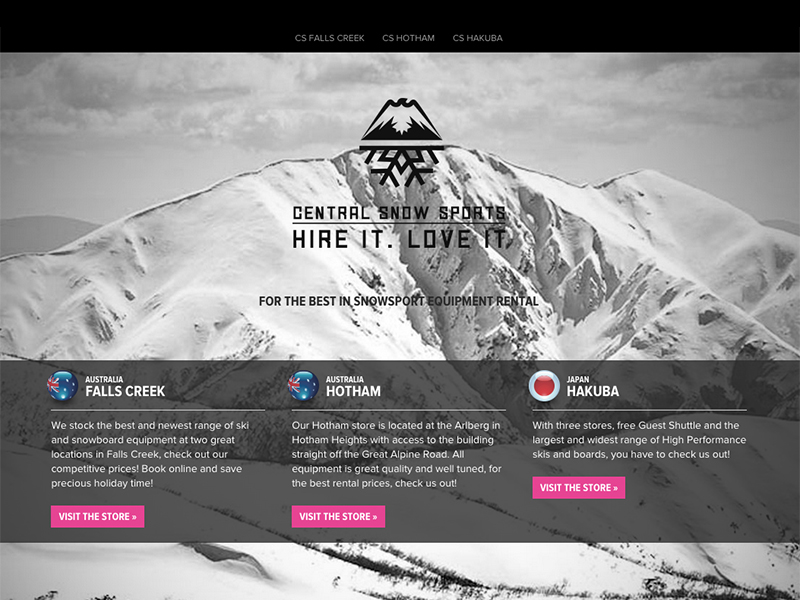 CS FALLS CREEK CS HOTHAM CS HAKUBA
CENTRAL SNOW SPORTS
HIRE IT. LOVE IT.
FOR THE BEST IN SNOWSPORT EQUIPMENT RENTAL
AUSTRALIA
FALLS CREEK
We stock the best and newest range of ski
and snowboard equipment at two great
locations in Falls Creek, check out our
competitive prices! Book online and save
precious holiday time!
VISIT THE STORE »
AUSTRALIA
HOTHAM
Our Hotham store is located at the Arlberg in
Hotham Heights with access to the building
straight off the Great Alpine Road. All
equipment is great quality and well tuned, for
the best rental prices, check us out!
VISIT THE STORE »
JAPAN
HAKUBA
With three stores, free Guest Shuttle and the
largest and widest range of High Performance
skis and boards, you have to check us out!
VISIT THE STORE »